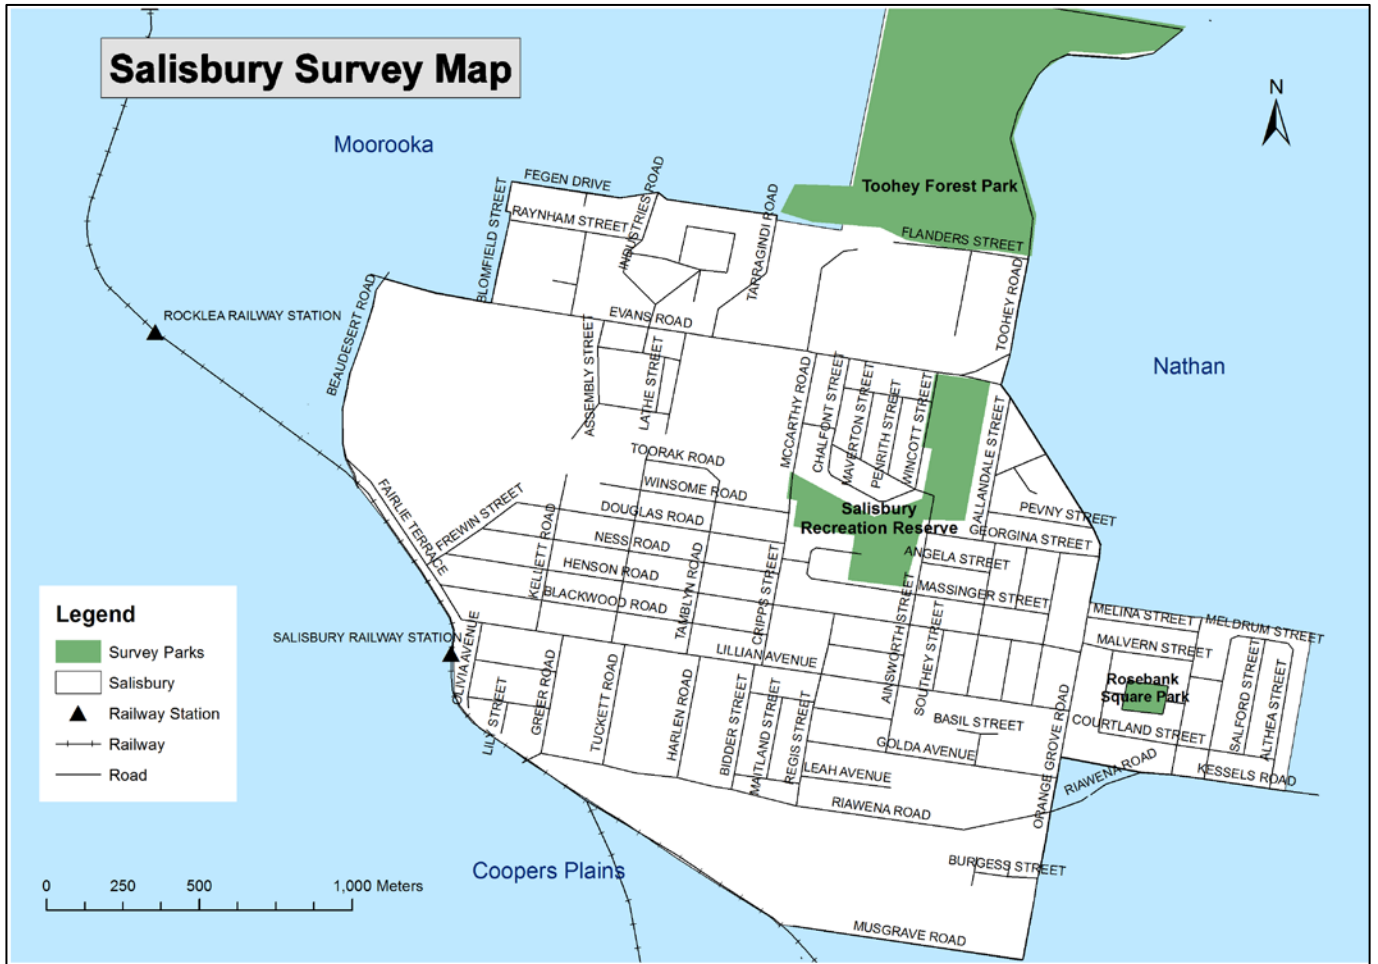 Salisbury Survey Map
Moorooka
N
Toohey Forest Park
FEGEN DRIVE
RAYNHAM STREET
BLOMFIELD STREET
INDUSTRIES ROAD
TARRAGINDI ROAD
FLANDERS STREET
TOOHEY ROAD
BEAUDESERT ROAD
ROCKLEA RAILWAY STATION
EVANS ROAD
Nathan
ASSEMBLY STREET
LATHE STREET
MCCARTHY ROAD
CHALFONT STREET
MAVERTON STREET
PENRITH STREET
WINCOTT STREET
ALLANDALE STREET
TOORAK ROAD
WINSOME ROAD
DOUGLAS ROAD
NESS ROAD
HENSON ROAD
BLACKWOOD ROAD
FAIRLIE TERRACE
FREWIN STREET
KELLETT ROAD
TAMBLYN ROAD
CRIPPS STREET
Salisbury
Recreation Reserve
PEVNY STREET
GEORGINA STREET
ANGELA STREET
MASSINGER STREET
AINSWORTH STREET
SOUTHEY STREET
MELINA STREET
MELDRUM STREET
MALVERN STREET
Rosebank
Square Park
COURTLAND STREET
SALFORD STREET
ALTHEA STREET
KESSELS ROAD
RIAWENA ROAD
ORANGE GROVE ROAD
SALISBURY RAILWAY STATION
OLIVIA AVENUE
LILLIAN AVENUE
LILY STREET
GREER ROAD
TUCKETT ROAD
HARLEN ROAD
BIDDER STREET
MAITLAND STREET
REGIS STREET
BASIL STREET
GOLDA AVENUE
LEAH AVENUE
RIAWENA ROAD
BURGESS STREET
MUSGRAVE ROAD
Coopers Plains
Legend
Survey Parks
Salisbury
Railway Station
Railway
Road
0 250 500 1,000 Meters